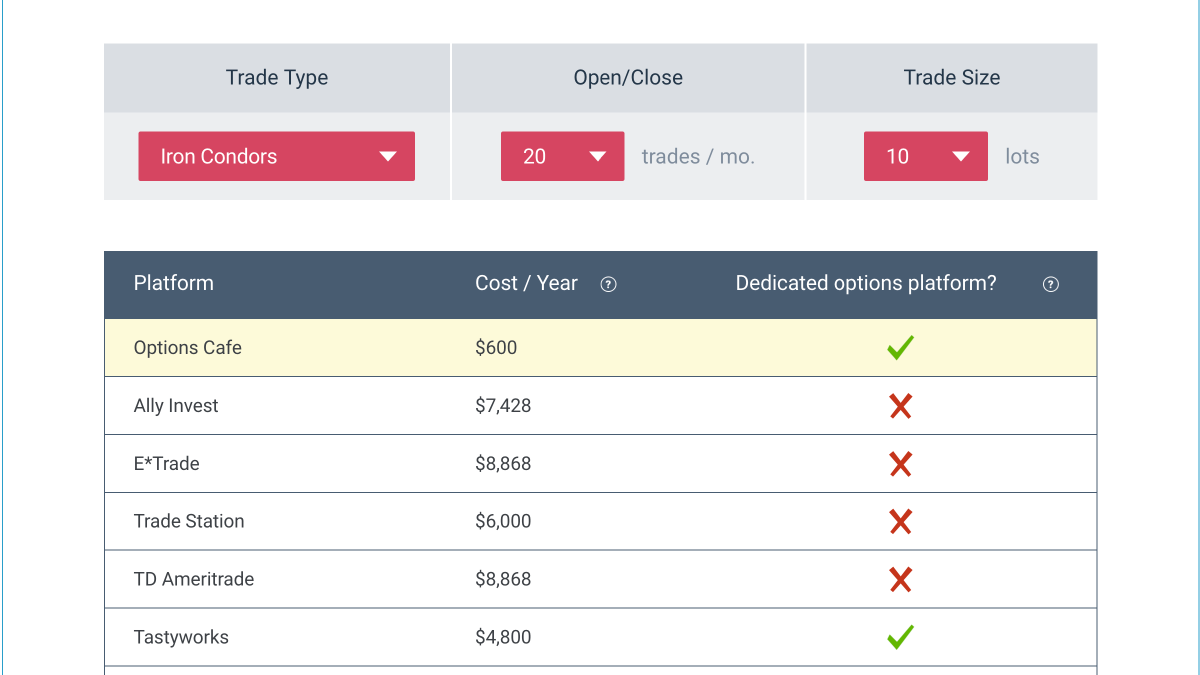 Trade Type Open/Close Trade Size
Iron Condors 20 trades / mo. 10 lots
Platform Cost / Year ? Dedicated options platform? ?
Options Cafe $600
Ally Invest $7,428
E*Trade $8,868
Trade Station $6,000
TD Ameritrade $8,868
Tastyworks $4,800